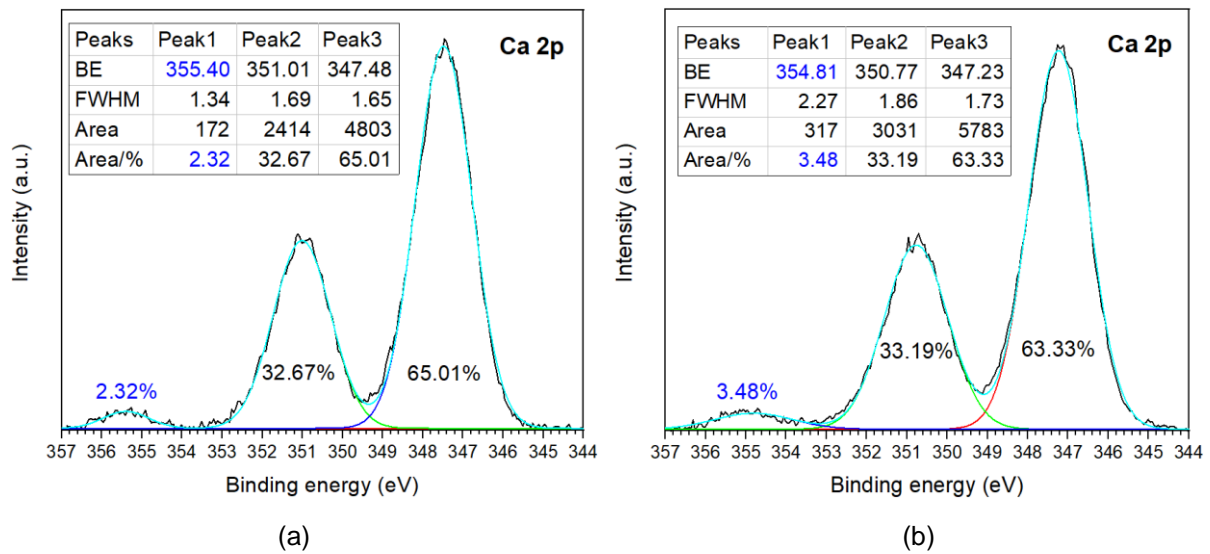 Peaks Peak1 Peak2 Peak3
BE 355.40 351.01 347.48
FWHM 1.34 1.69 1.65
Area 172 2414 4803
Area/% 2.32 32.67 65.01
Ca 2p
Intensity (a.u.)
2.32%
32.67%
65.01%
357 356 355 354 353 352 351 350 349 348 347 346 345 344
Binding energy (eV)
(a)
Peaks Peak1 Peak2 Peak3
BE 354.81 350.77 347.23
FWHM 2.27 1.86 1.73
Area 317 3031 5783
Area/% 3.48 33.19 63.33
Ca 2p
Intensity (a.u.)
3.48%
33.19%
63.33%
357 356 355 354 353 352 351 350 349 348 347 346 345 344
Binding energy (eV)
(b)